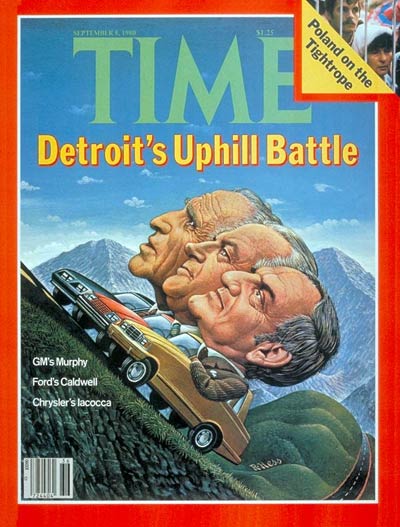 SEPTEMBER 8, 1980
$1.25
Poland on the
Tightrope
TIME
Detroit's Uphill Battle
GM's Murphy
Ford's Caldwell
Chrysler's Iacocca